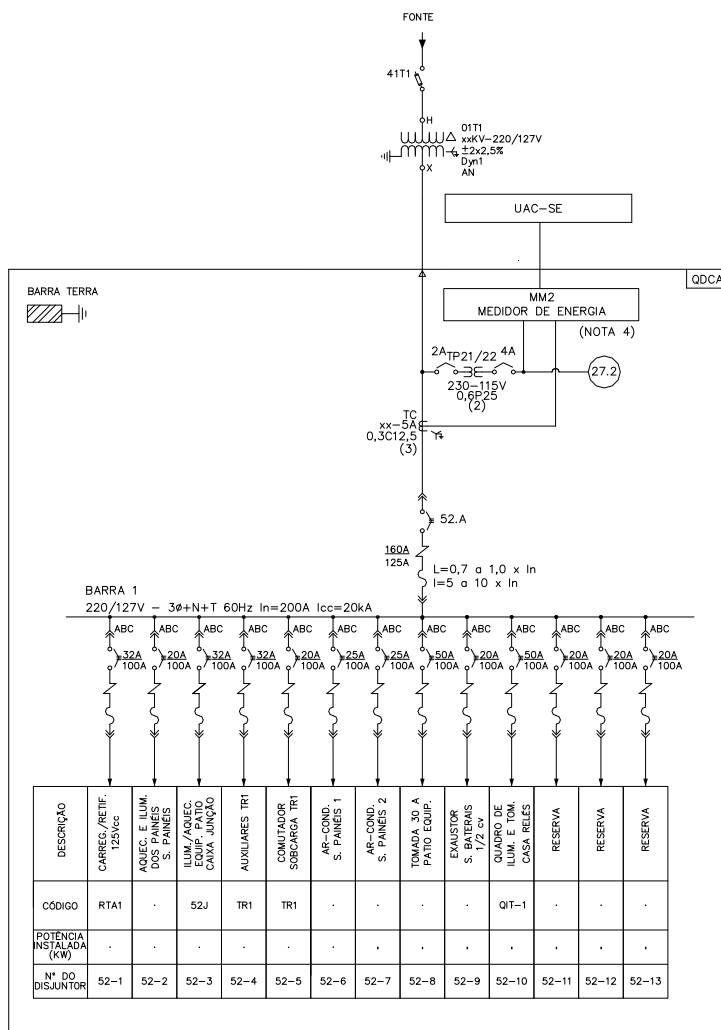 FONTE
41T1
H
01T1
xxKV-220/127V
±2x2,5%
Dyn1
AN
X
UAC-SE
QDCA
BARRA TERRA
MM2
MEDIDOR DE ENERGIA
(NOTA 4)
2A TP21/22 4A
27.2
230-115V
0,6P25
(2)
TC
xx-5A
0,3C12,5
(3)
52.A
160A
125A
L=0,7 a 1,0 x In
I=5 a 10 x In
BARRA 1
220/127V - 3ø+N+T 60Hz In=200A Icc=20kA
ABC ABC ABC ABC ABC ABC ABC ABC ABC ABC ABC ABC ABC
32A 20A 32A 32A 20A 25A 25A 50A 20A 50A 20A 20A 20A
100A 100A 100A 100A 100A 100A 100A 100A 100A 100A 100A 100A 100A
DESCRIÇÃO
CARREG./RETIF.
125Vcc
AQUEC. E ILUM.
DOS PAINÉIS
S. PAINÉIS
ILUM./AQUEC.
EQUIP. PATIO
CAIXA JUNÇÃO
AUXILIARES TR1
COMUTADOR
SOBCARGA TR1
AR-COND.
S. PAINÉIS 1
AR-COND.
S. PAINÉIS 2
TOMADA 30 A
PATIO EQUIP.
EXAUSTOR
S. BATERAIS
1/2 cv
QUADRO DE
ILUM. E TOM.
CASA RELÉS
RESERVA
RESERVA
RESERVA
CÓDIGO RTA1 . 52J TR1 TR1 . . . . QIT-1 . . .
POTÊNCIA
INSTALADA
(KW)
. . . . . . . . . . . . .
N° DO
DISJUNTOR
52-1 52-2 52-3 52-4 52-5 52-6 52-7 52-8 52-9 52-10 52-11 52-12 52-13